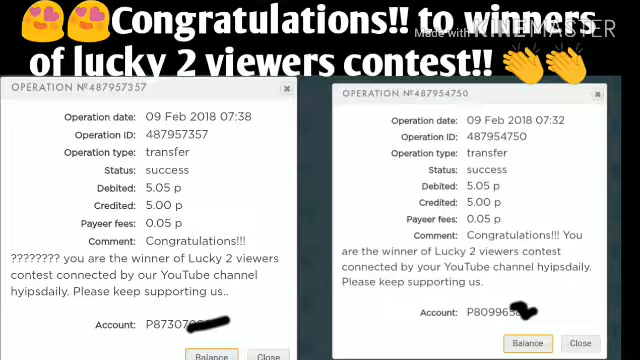 😍😍Congratulations!! to winners
Made with KINEMASTER
of lucky 2 viewers contest!! 👏👏
OPERATION №487957357
Operation date: 09 Feb 2018 07:38
Operation ID: 487957357
Operation type: transfer
Status: success
Debited: 5.05 р
Credited: 5.00 р
Payeer fees: 0.05 р
Comment: Congratulations!!!
???????? you are the winner of Lucky 2 viewers
contest connected by our YouTube channel
hyipsdaily. Please keep supporting us..
Account: P87307
Balance Close
OPERATION №487954750
Operation date: 09 Feb 2018 07:32
Operation ID: 487954750
Operation type: transfer
Status: success
Debited: 5.05 р
Credited: 5.00 р
Payeer fees: 0.05 р
Comment: Congratulations!!! You
are the winner of Lucky 2 viewers contest
connected by your YouTube channel hyipsdaily.
Please keep supporting us.
Account: P80996
Balance Close